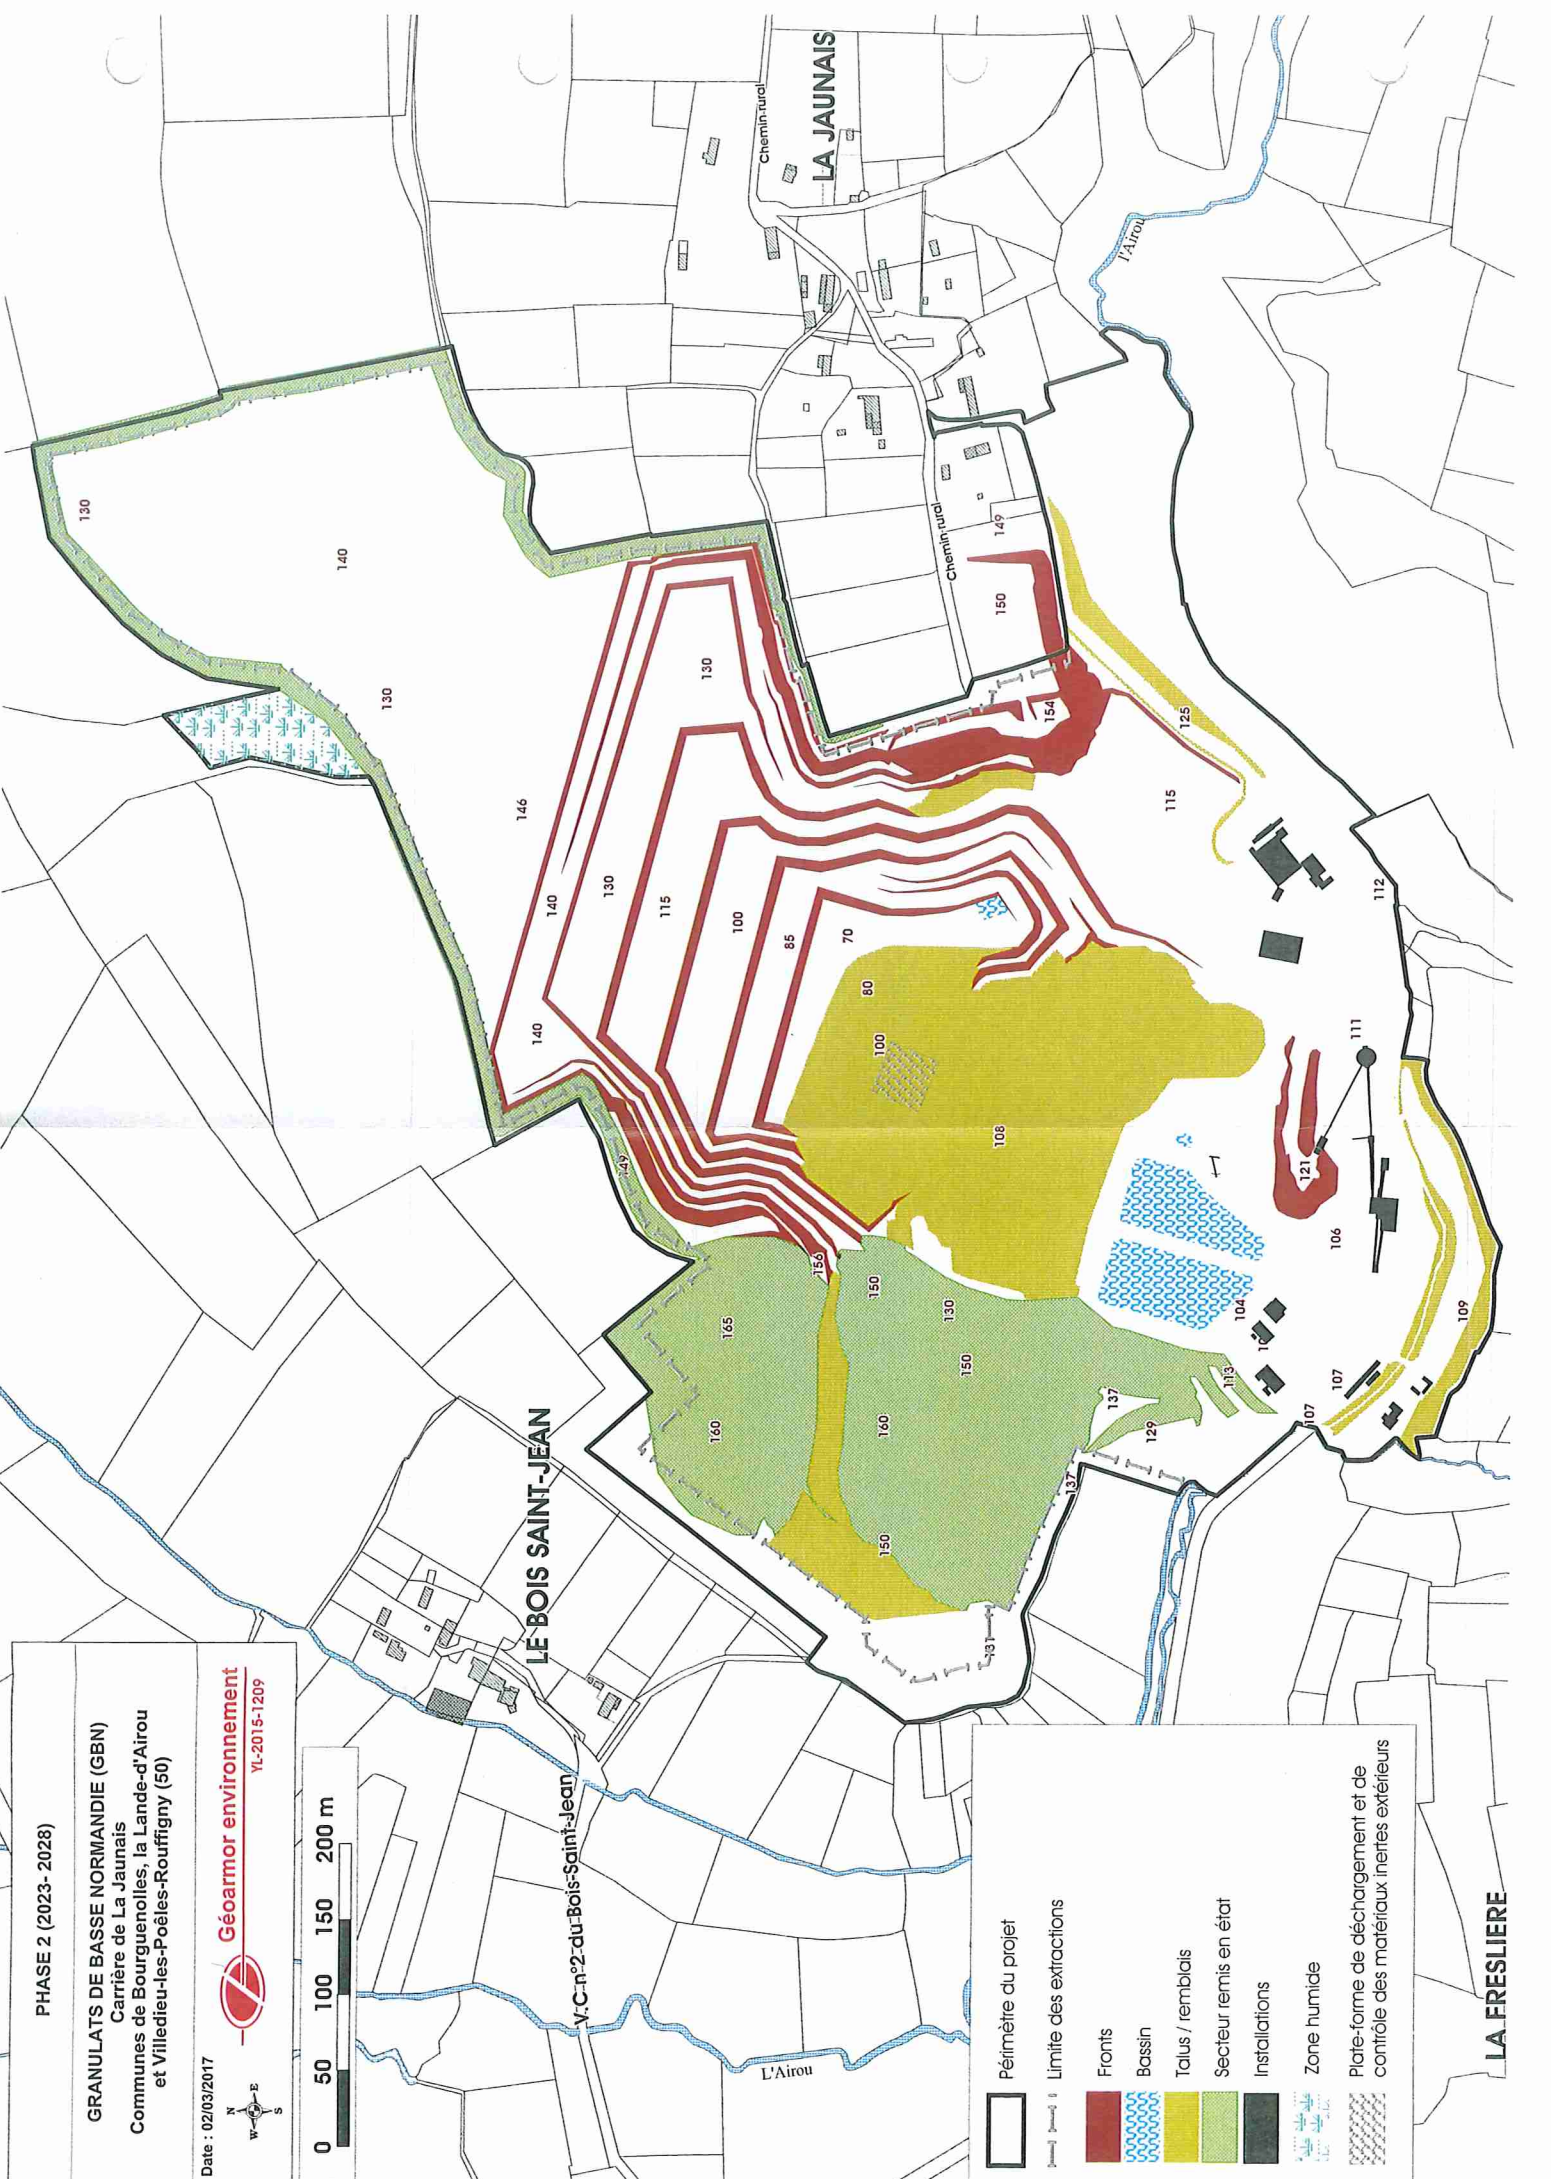 PHASE 2 (2023- 2028)
GRANULATS DE BASSE NORMANDIE (GBN)
Carrière de La Jaunais
Communes de Bourguenolles, la Lande-d'Airou
et Villedieu-les-Poêles-Rouffigny (50)
Date : 02/03/2017
Géoarmor environnement
YL-2015-1209
N
W E
S
0 50 100 150 200 m
LE BOIS SAINT-JEAN
V.C.n°2-du-Bois-Saint-Jean
L'Airou
LA JAUNAIS
Chemin-rural
Chemin-rural
l'Airou
LA FRESLIERE
130
140
130
146
140
140
130
115
100
85
70
80
100
108
130
149
150
154
125
115
112
111
121
106
104
109
107
107
113
129
137
137
131
150
160
150
130
150
156
165
160
149
Périmètre du projet
Limite des extractions
Fronts
Bassin
Talus / remblais
Secteur remis en état
Installations
Zone humide
Plate-forme de déchargement et de
contrôle des matériaux inertes extérieurs